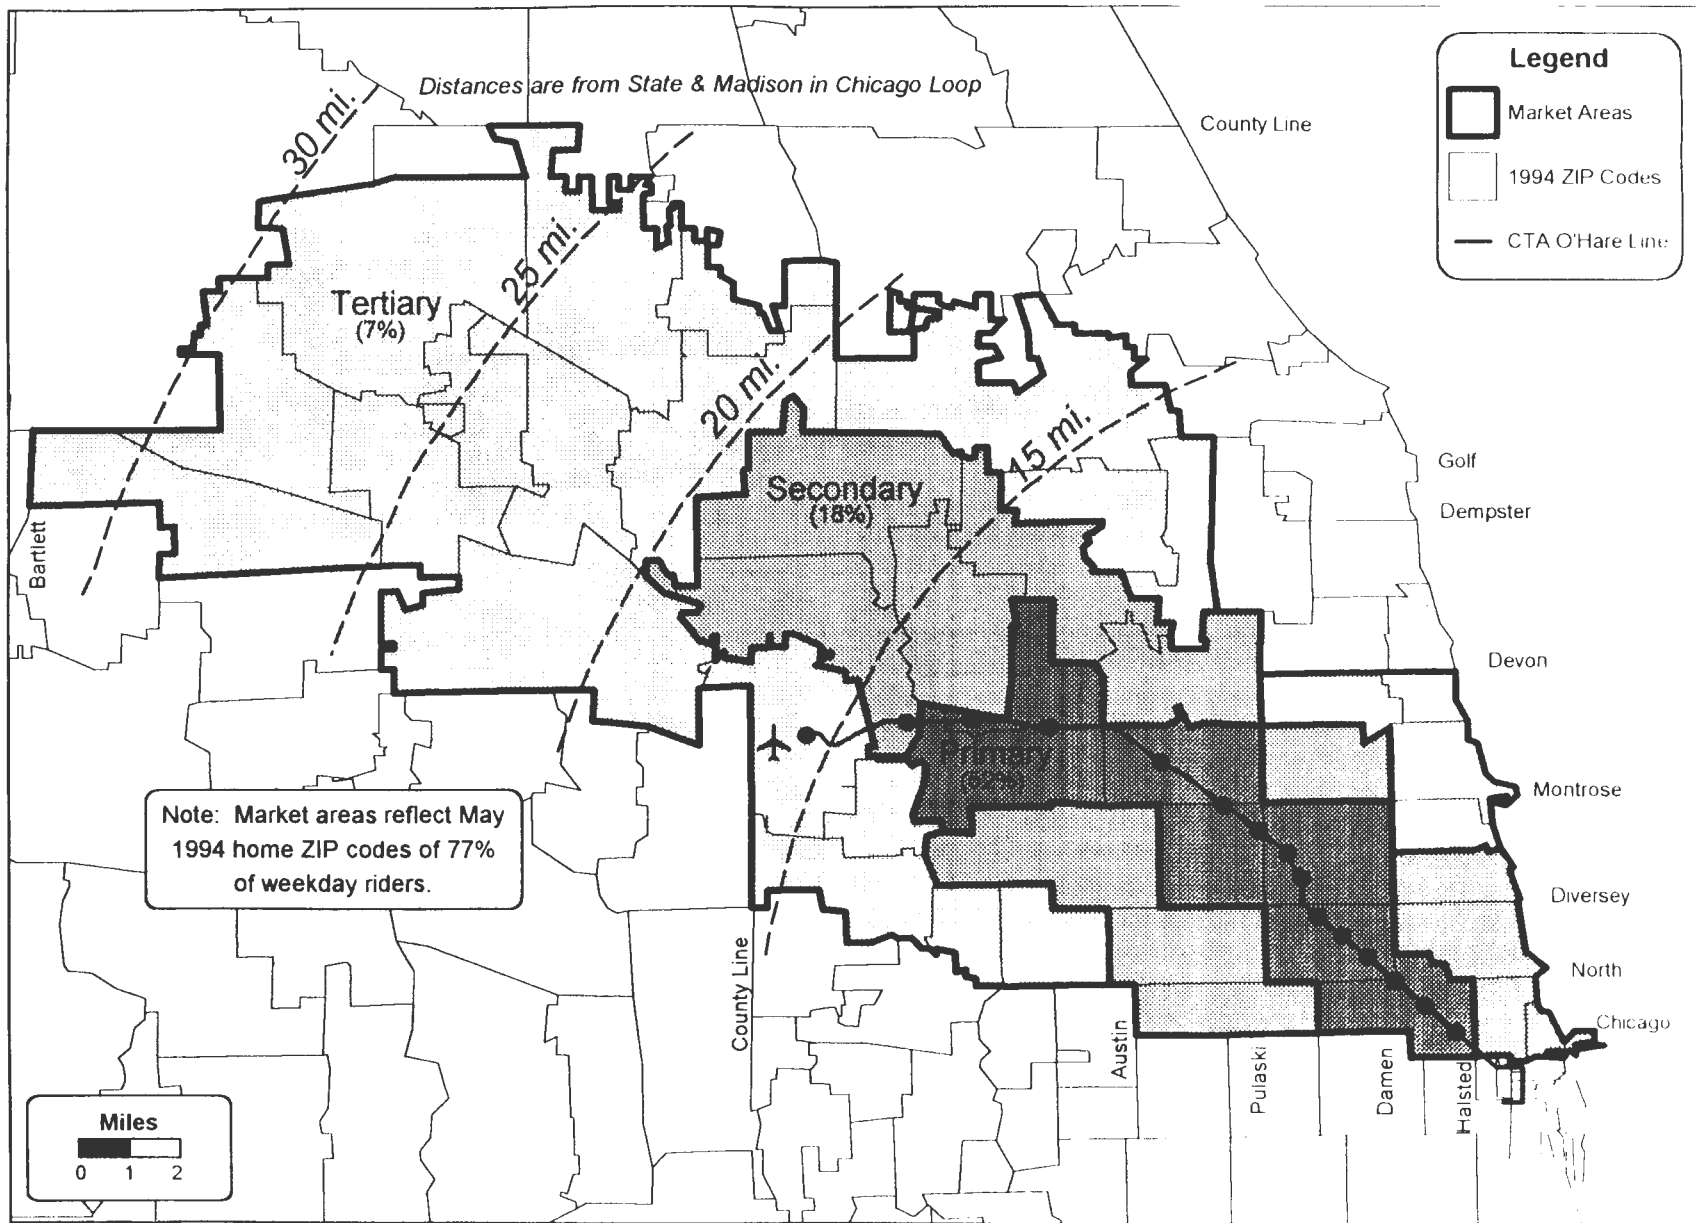 Distances are from State & Madison in Chicago Loop
Legend
Market Areas
1994 ZIP Codes
CTA O'Hare Line
County Line
30 mi.
25 mi.
20 mi.
15 mi.
Tertiary
(7%)
Secondary
(18%)
Primary
(52%)
Golf
Dempster
Devon
Montrose
Diversey
North
Chicago
Bartlett
County Line
Austin
Pulaski
Damen
Halsted
Note: Market areas reflect May
1994 home ZIP codes of 77%
of weekday riders.
Miles
0 1 2